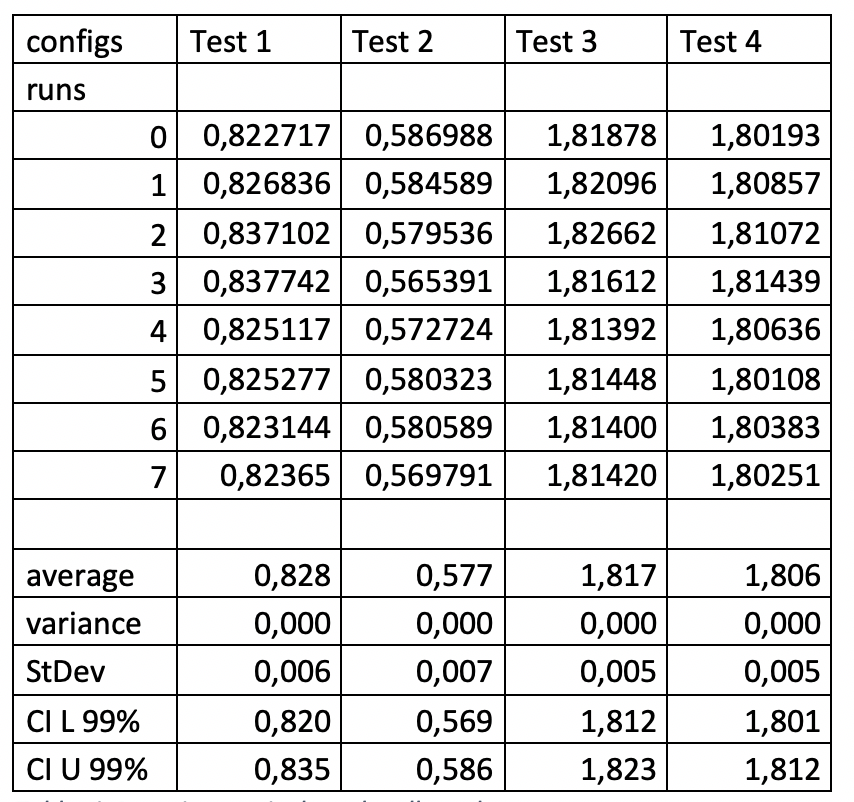 configs Test 1 Test 2 Test 3 Test 4
runs
0 0,822717 0,586988 1,81878 1,80193
1 0,826836 0,584589 1,82096 1,80857
2 0,837102 0,579536 1,82662 1,81072
3 0,837742 0,565391 1,81612 1,81439
4 0,825117 0,572724 1,81392 1,80636
5 0,825277 0,580323 1,81448 1,80108
6 0,823144 0,580589 1,81400 1,80383
7 0,82365 0,569791 1,81420 1,80251
average 0,828 0,577 1,817 1,806
variance 0,000 0,000 0,000 0,000
StDev 0,006 0,007 0,005 0,005
CI L 99% 0,820 0,569 1,812 1,801
CI U 99% 0,835 0,586 1,823 1,812